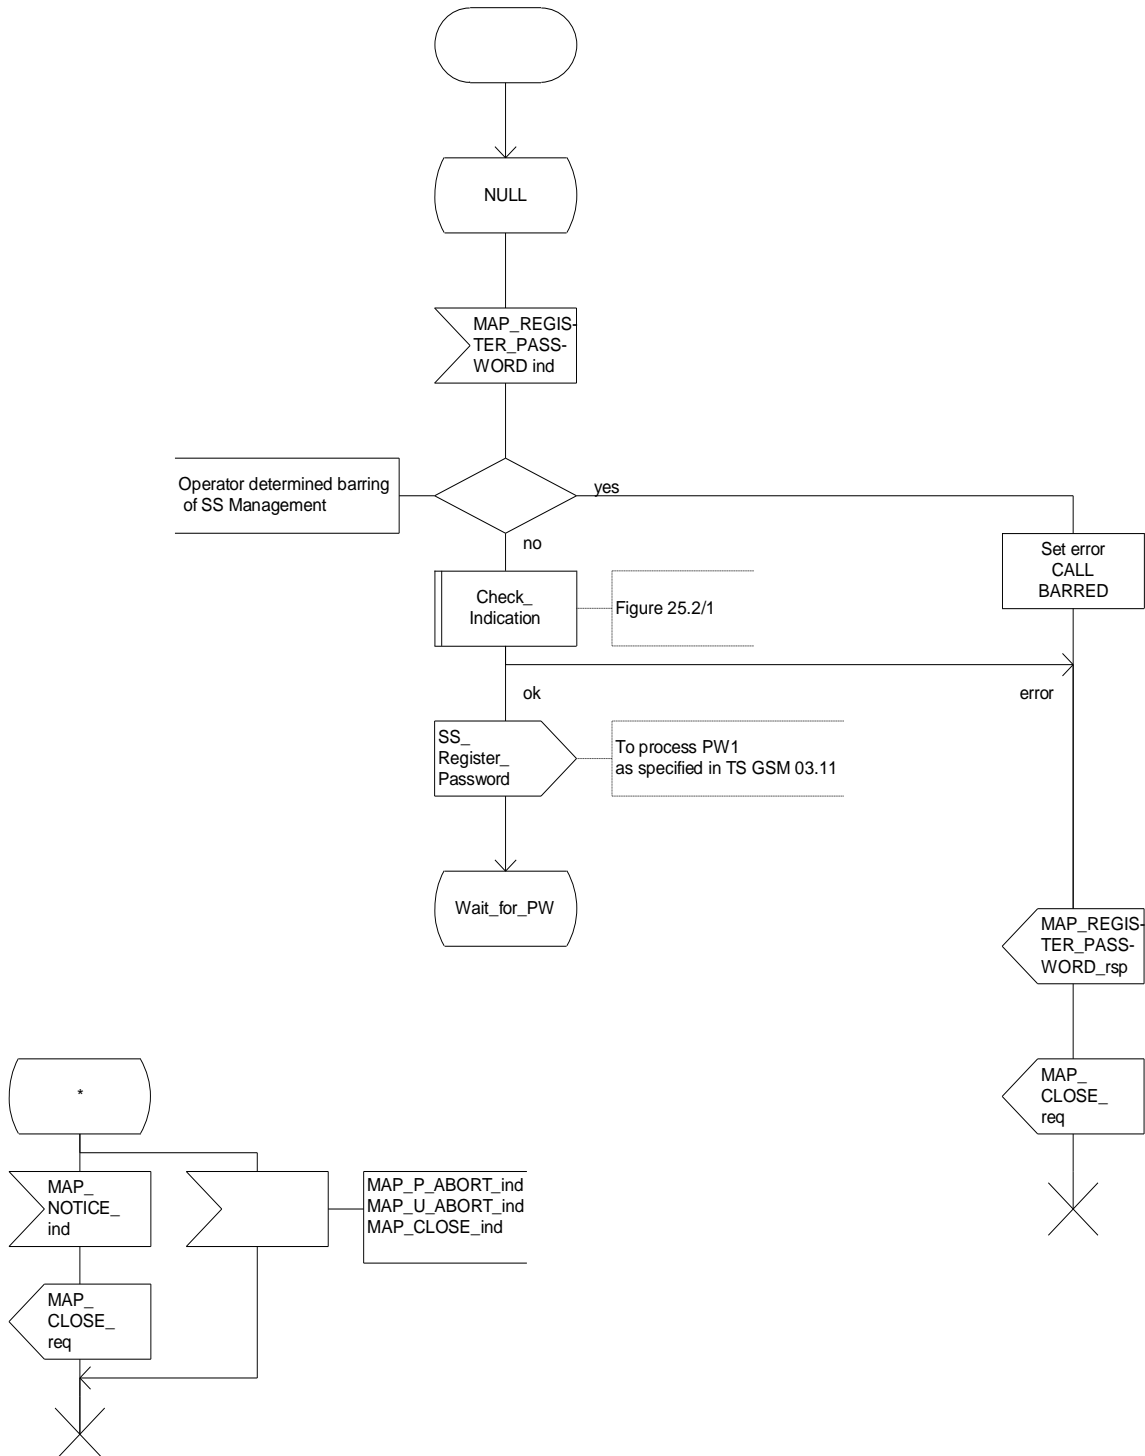 NULL
MAP_REGIS-
TER_PASS-
WORD ind
Operator determined barring
of SS Management
yes
no
Set error
CALL
BARRED
Check_
Indication
Figure 25.2/1
ok
error
SS_
Register_
Password
To process PW1
as specified in TS GSM 03.11
Wait_for_PW
MAP_REGIS-
TER_PASS-
WORD_rsp
MAP_
CLOSE_
req
*
MAP_
NOTICE_
ind
MAP_P_ABORT_ind
MAP_U_ABORT_ind
MAP_CLOSE_ind
MAP_
CLOSE_
req